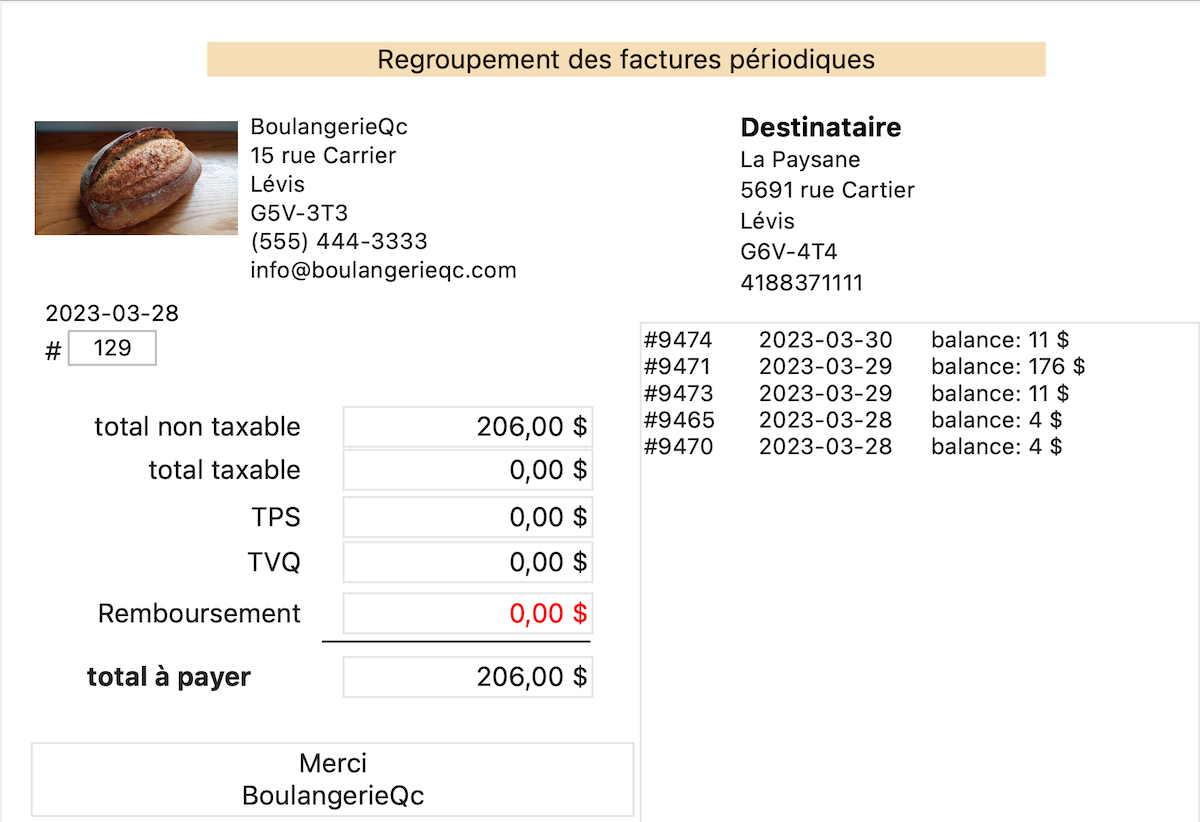 Regroupement des factures périodiques
BoulangerieQc
15 rue Carrier
Lévis
G5V-3T3
(555) 444-3333
info@boulangerieqc.com
Destinataire
La Paysane
5691 rue Cartier
Lévis
G6V-4T4
4188371111
2023-03-28
# 129
#9474 2023-03-30 balance: 11 $
#9471 2023-03-29 balance: 176 $
#9473 2023-03-29 balance: 11 $
#9465 2023-03-28 balance: 4 $
#9470 2023-03-28 balance: 4 $
total non taxable 206,00 $
total taxable 0,00 $
TPS 0,00 $
TVQ 0,00 $
Remboursement 0,00 $
total à payer 206,00 $
Merci
BoulangerieQc